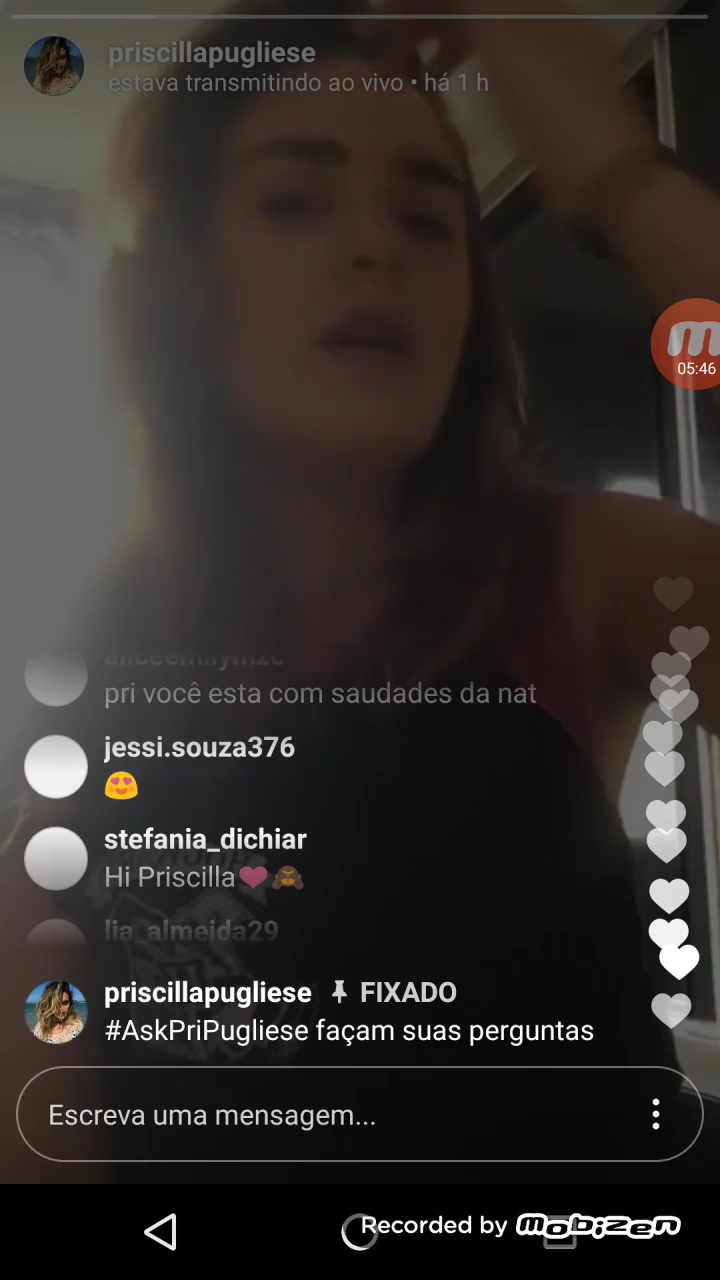 priscillapugliese
estava transmitindo ao vivo • há 1 h
m
05:46
pri você esta com saudades da nat
jessi.souza376
😍
stefania_dichiar
Hi Priscilla❤️🙈
lia_almeida29
priscillapugliese FIXADO
#AskPriPugliese façam suas perguntas
Escreva uma mensagem...
Recorded by mobizen